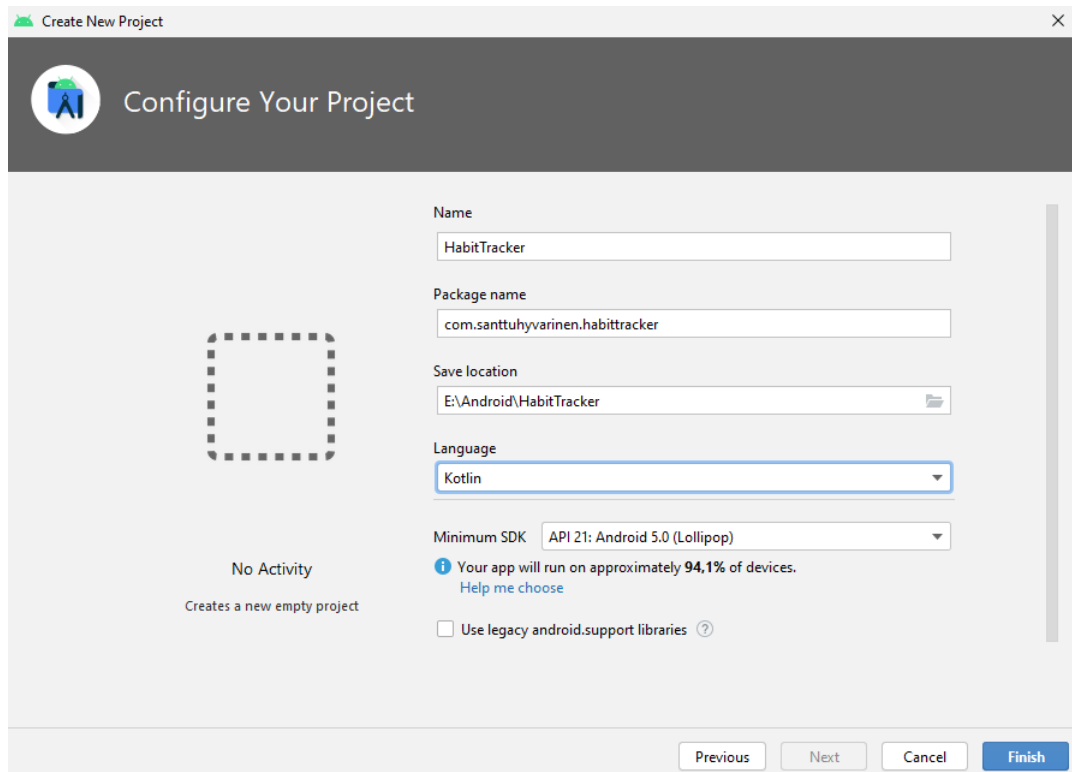 Create New Project
Configure Your Project
Name
HabitTracker
Package name
com.santtuhyvarinen.habittracker
Save location
E:\Android\HabitTracker
Language
Kotlin
Minimum SDK API 21: Android 5.0 (Lollipop)
Your app will run on approximately 94,1% of devices.
Help me choose
Use legacy android.support libraries ?
No Activity
Creates a new empty project
Previous Next Cancel Finish